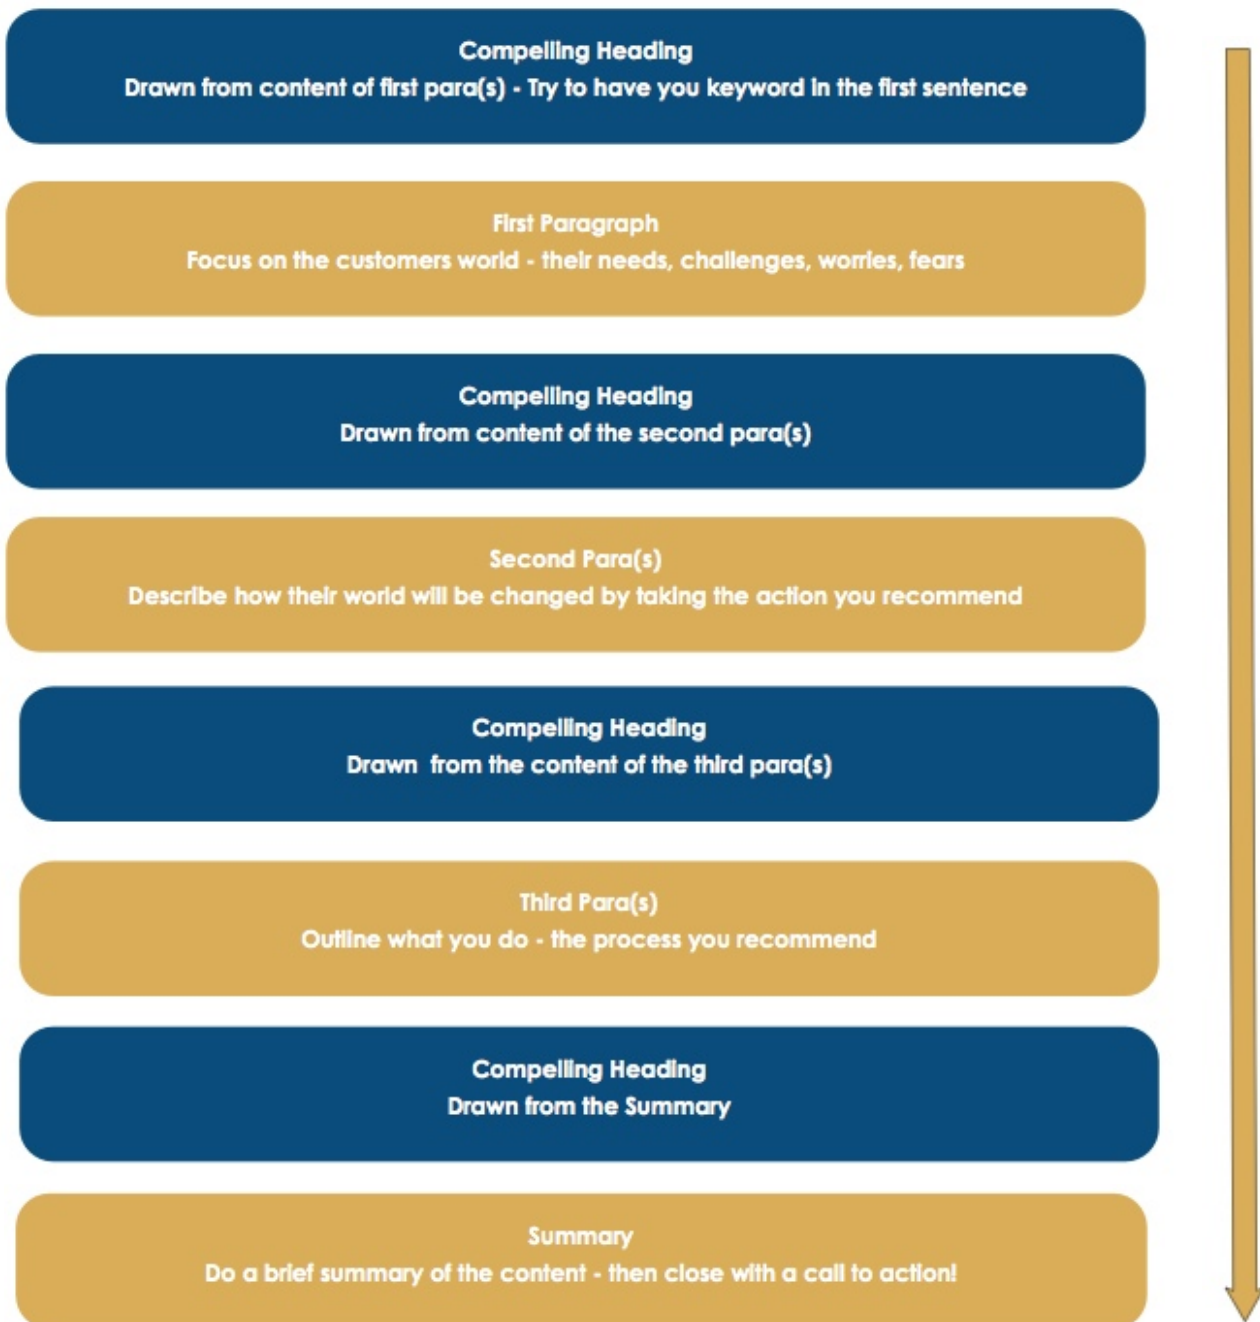 Compelling Heading
Drawn from content of first para(s) - Try to have you keyword in the first sentence
First Paragraph
Focus on the customers world - their needs, challenges, worries, fears
Compelling Heading
Drawn from content of the second para(s)
Second Para(s)
Describe how their world will be changed by taking the action you recommend
Compelling Heading
Drawn from the content of the third para(s)
Third Para(s)
Outline what you do - the process you recommend
Compelling Heading
Drawn from the Summary
Summary
Do a brief summary of the content - then close with a call to action!